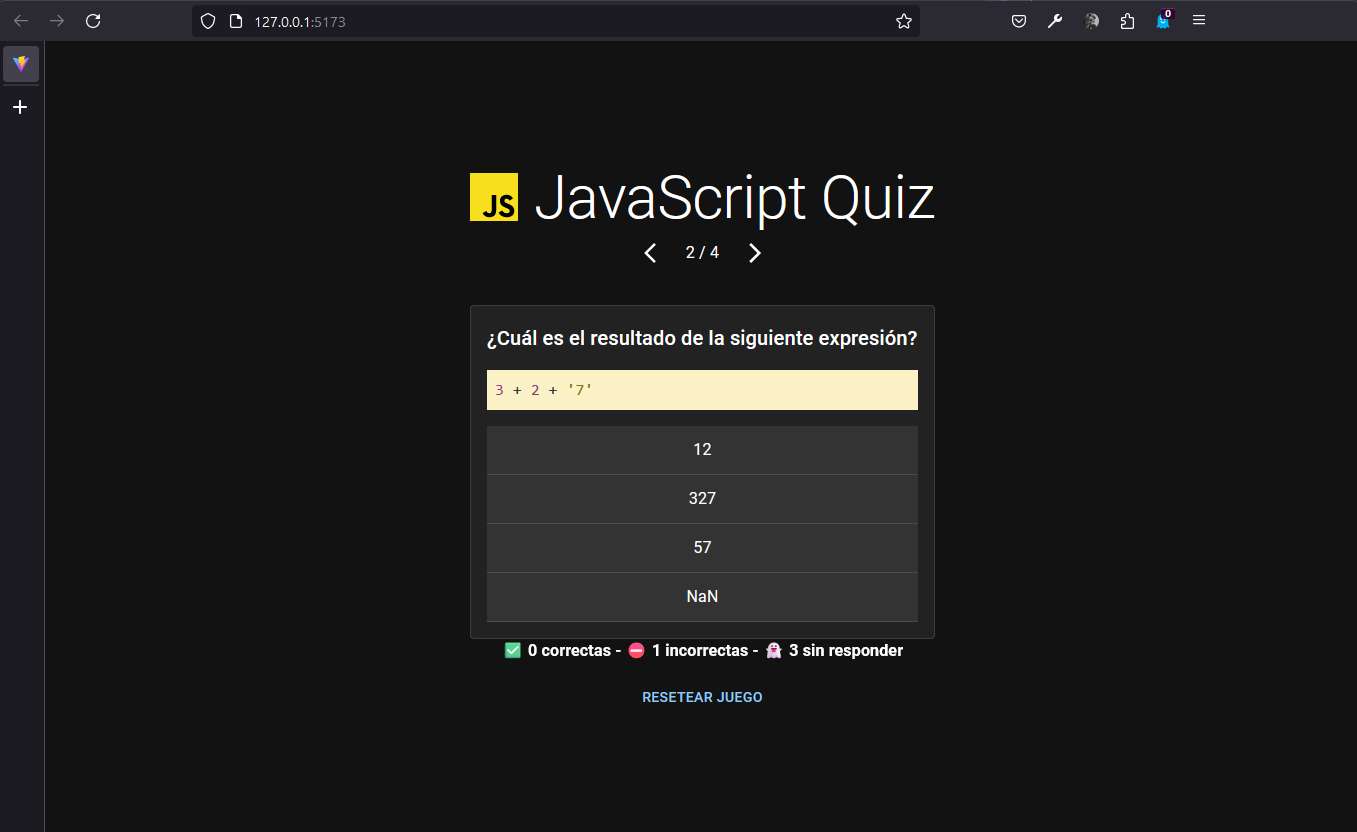 127.0.0.1:5173
0
JS JavaScript Quiz
2 / 4
¿Cuál es el resultado de la siguiente expresión?
3 + 2 + '7'
12
327
57
NaN
✅ 0 correctas - ⛔ 1 incorrectas - 👻 3 sin responder
RESETEAR JUEGO